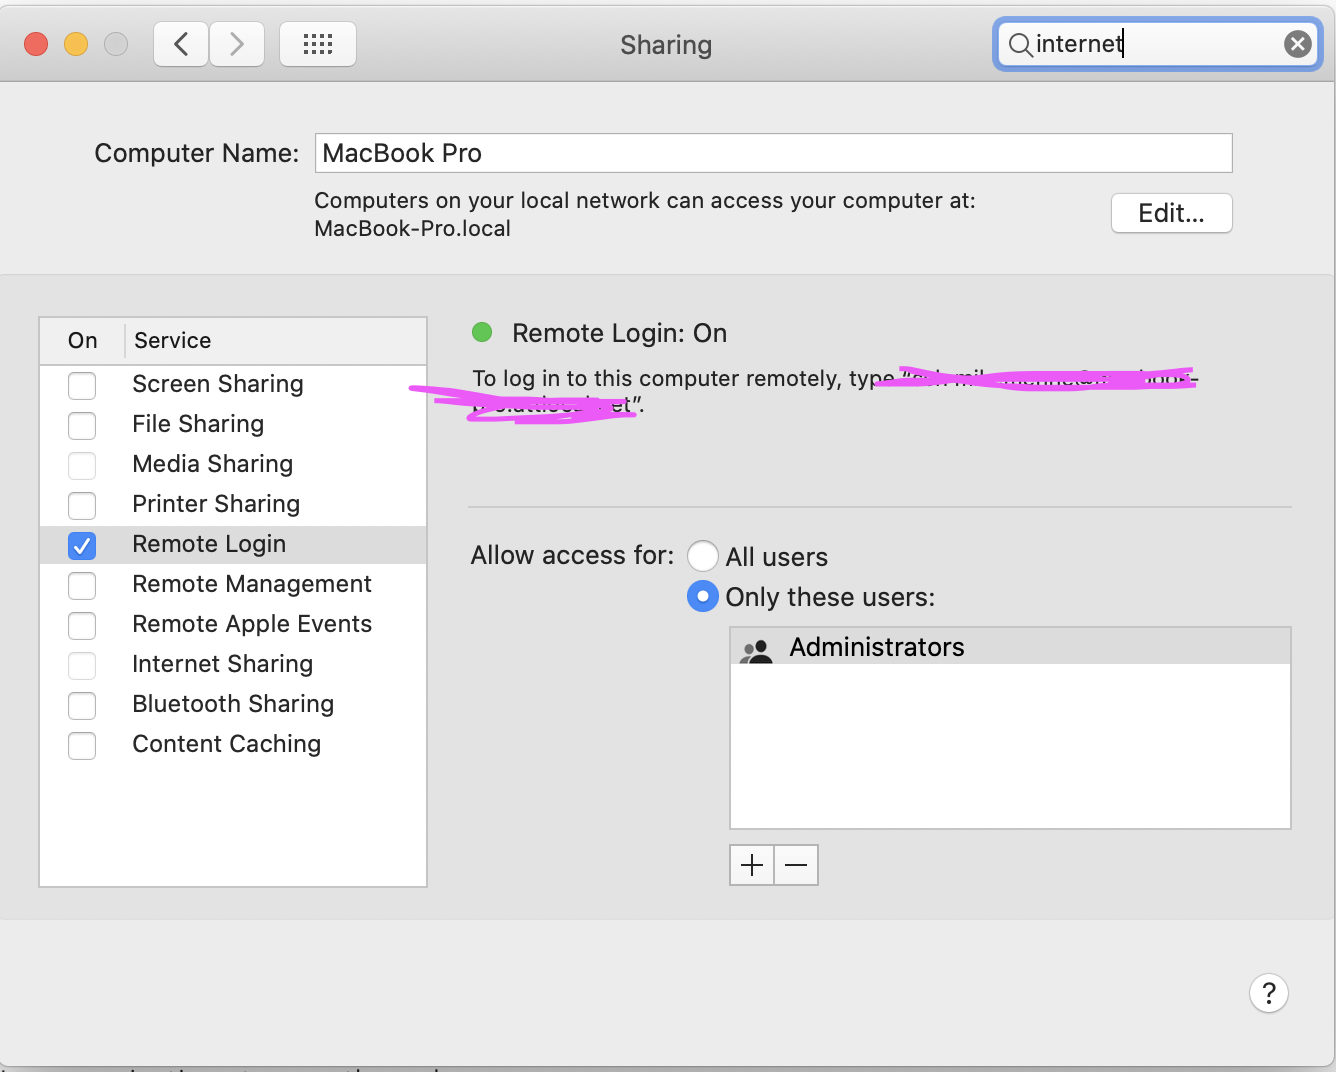 Sharing
internet
Computer Name: MacBook Pro
Computers on your local network can access your computer at:
MacBook-Pro.local
Edit...
On Service
Screen Sharing
File Sharing
Media Sharing
Printer Sharing
Remote Login
Remote Management
Remote Apple Events
Internet Sharing
Bluetooth Sharing
Content Caching
Remote Login: On
To log in to this computer remotely, type
Allow access for: All users
Only these users:
Administrators
+ −
?